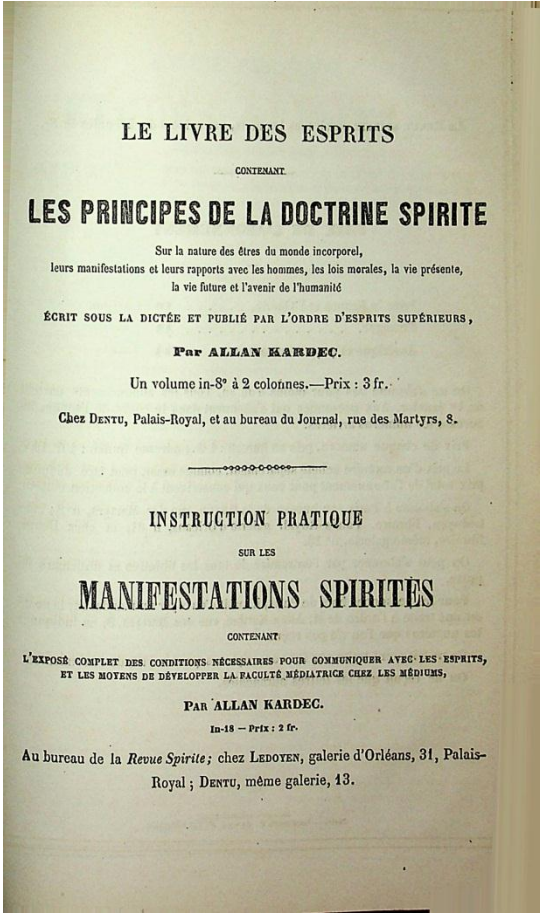 LE LIVRE DES ESPRITS
CONTENANT
LES PRINCIPES DE LA DOCTRINE SPIRITE
Sur la nature des êtres du monde incorporel,
leurs manifestations et leurs rapports avec les hommes, les lois morales, la vie présente,
la vie future et l'avenir de l'humanité
ÉCRIT SOUS LA DICTÉE ET PUBLIÉ PAR L'ORDRE D'ESPRITS SUPÉRIEURS,
Par ALLAN KARDEC.
Un volume in-8° à 2 colonnes.—Prix : 3 fr.
Chez DENTU, Palais-Royal, et au bureau du Journal, rue des Martyrs, 8.
INSTRUCTION PRATIQUE
SUR LES
MANIFESTATIONS SPIRITES
CONTENANT
L'EXPOSÉ COMPLET DES CONDITIONS NÉCESSAIRES POUR COMMUNIQUER AVEC LES ESPRITS,
ET LES MOYENS DE DÉVELOPPER LA FACULTÉ MÉDIATRICE CHEZ LES MÉDIUMS,
PAR ALLAN KARDEC.
In-18 — Prix : 2 fr.
Au bureau de la Revue Spirite; chez LEDOYEN, galerie d'Orléans, 31, Palais-
Royal ; DENTU, même galerie, 13.